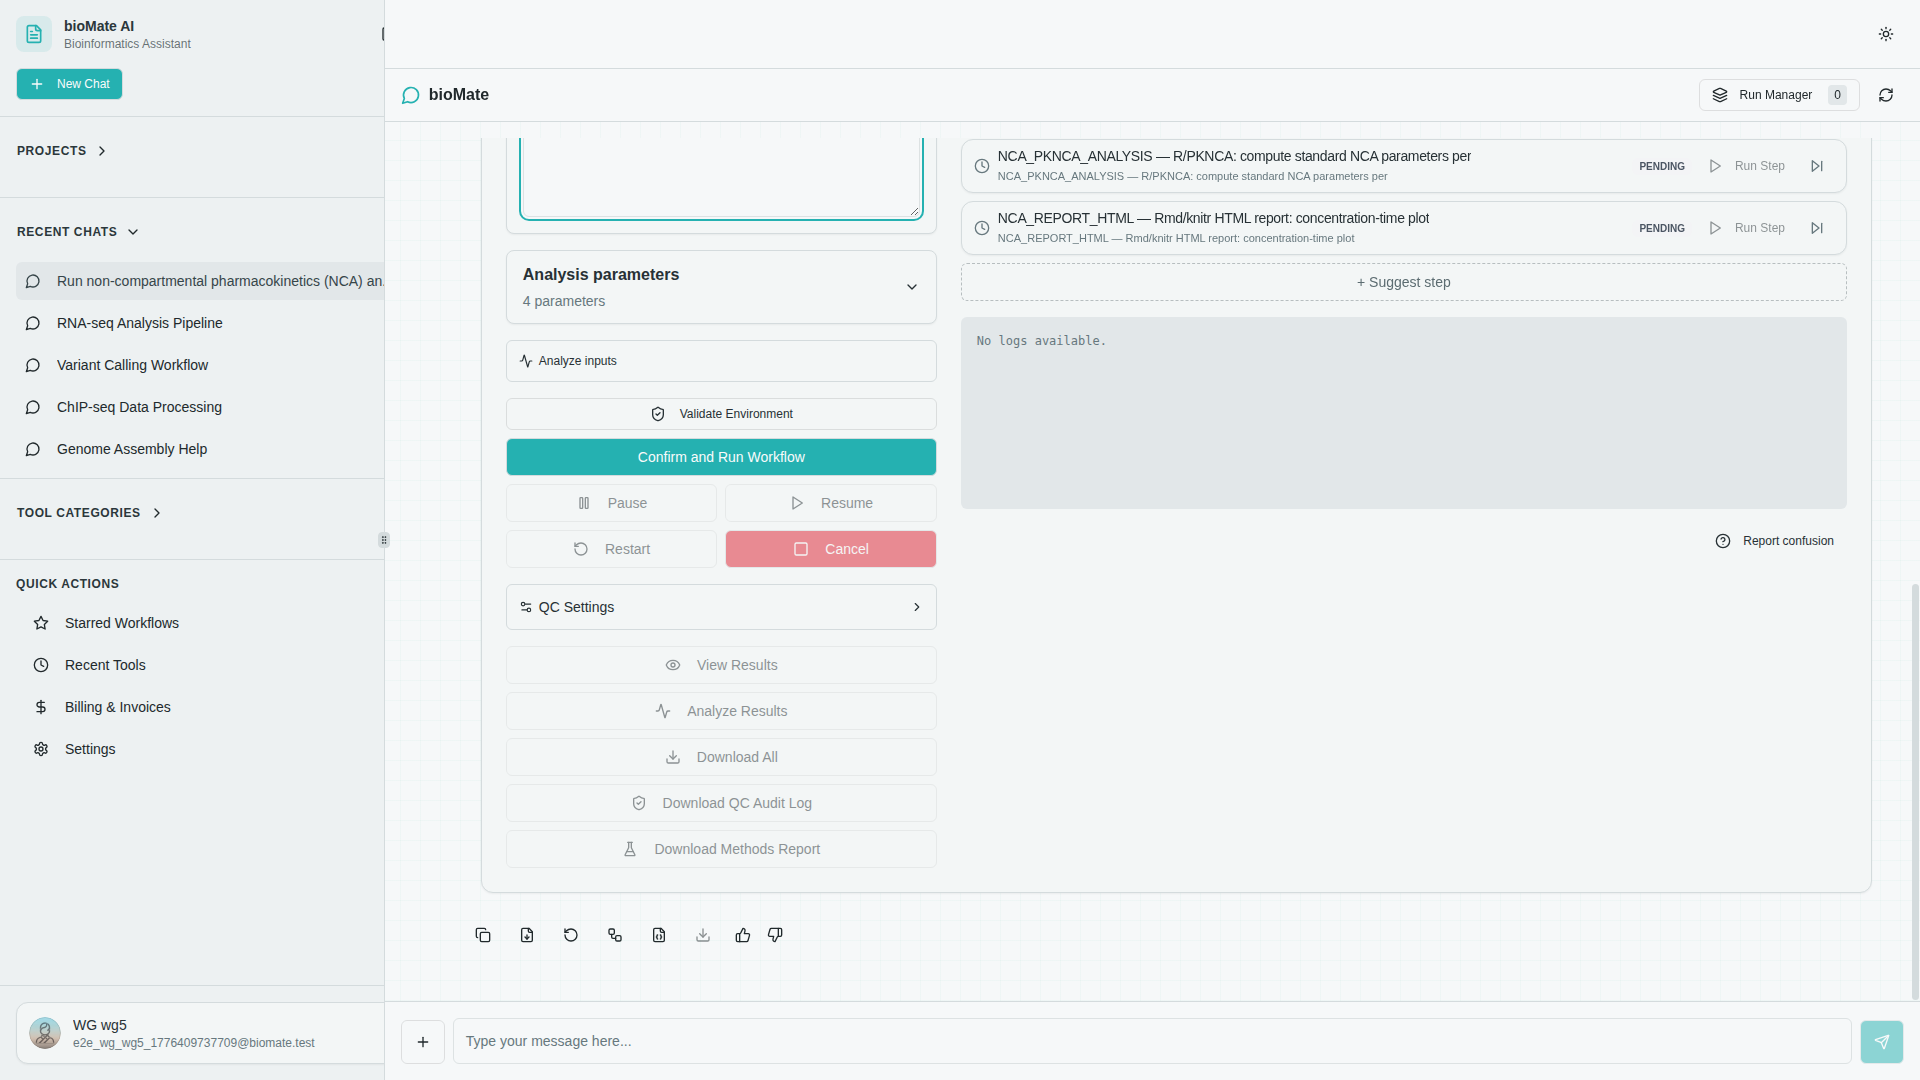 bioMate AI
Bioinformatics Assistant
New Chat
PROJECTS
RECENT CHATS
Run non-compartmental pharmacokinetics (NCA) an.
RNA-seq Analysis Pipeline
Variant Calling Workflow
ChIP-seq Data Processing
Genome Assembly Help
TOOL CATEGORIES
QUICK ACTIONS
Starred Workflows
Recent Tools
Billing & Invoices
Settings
WG wg5
e2e_wg_wg5_1776409737709@biomate.test
bioMate
Run Manager 0
Analysis parameters
4 parameters
Analyze inputs
Validate Environment
Confirm and Run Workflow
Pause
Resume
Restart
Cancel
QC Settings
View Results
Analyze Results
Download All
Download QC Audit Log
Download Methods Report
NCA_PKNCA_ANALYSIS — R/PKNCA: compute standard NCA parameters per
NCA_PKNCA_ANALYSIS — R/PKNCA: compute standard NCA parameters per
PENDING
Run Step
NCA_REPORT_HTML — Rmd/knitr HTML report: concentration-time plot
NCA_REPORT_HTML — Rmd/knitr HTML report: concentration-time plot
PENDING
Run Step
+ Suggest step
No logs available.
Report confusion
Type your message here...